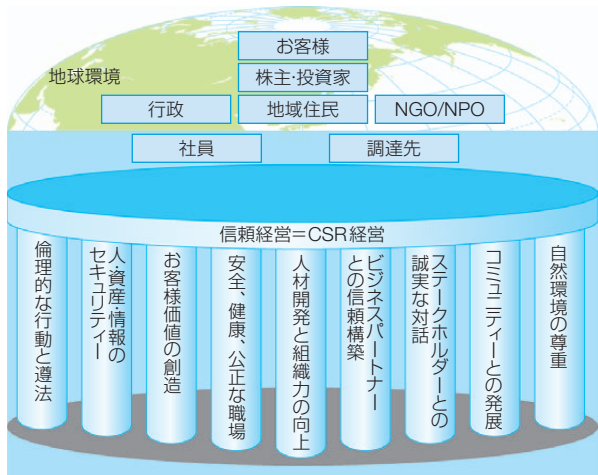 お客様
地球環境
株主・投資家
行政
地域住民
NGO/NPO
社員
調達先
信頼経営＝CSR経営
倫理的な行動と遵法
人・資産・情報の
セキュリティー
お客様価値の創造
安全、健康、公正な職場
人材開発と組織力の向上
ビジネスパートナー
との信頼構築
ステークホルダーとの
誠実な対話
コミュニティーとの発展
自然環境の尊重